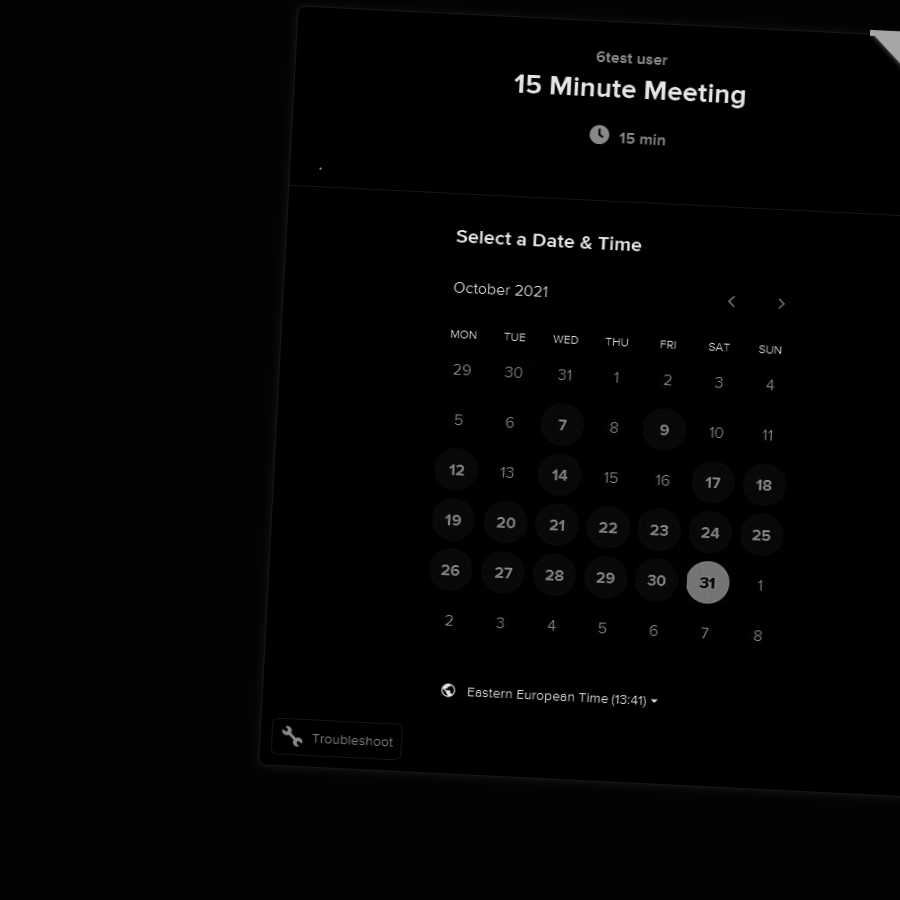 6test user
15 Minute Meeting
15 min
Select a Date & Time
October 2021
MON TUE WED THU FRI SAT SUN
29 30 31 1 2 3 4
5 6 7 8 9 10 11
12 13 14 15 16 17 18
19 20 21 22 23 24 25
26 27 28 29 30 31 1
2 3 4 5 6 7 8
Eastern European Time (13:41)
Troubleshoot